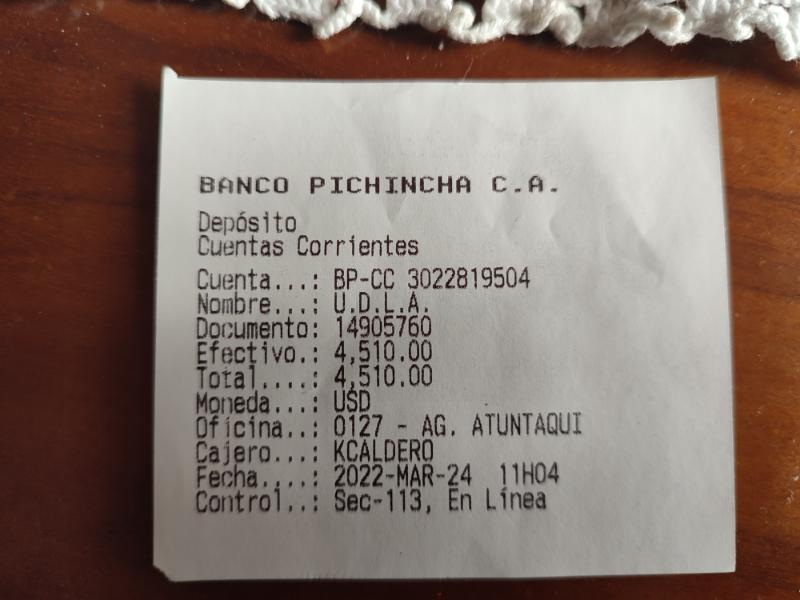 BANCO PICHINCHA C.A.
Depósito
Cuentas Corrientes
Cuenta...: BP-CC 3022819504
Nombre...: U.D.L.A.
Documento: 14905760
Efectivo.: 4,510.00
Total....: 4,510.00
Moneda...: USD
Oficina..: 0127 - AG. ATUNTAQUI
Cajero...: KCALDERO
Fecha....: 2022-MAR-24 11H04
Control..: Sec-113, En Línea